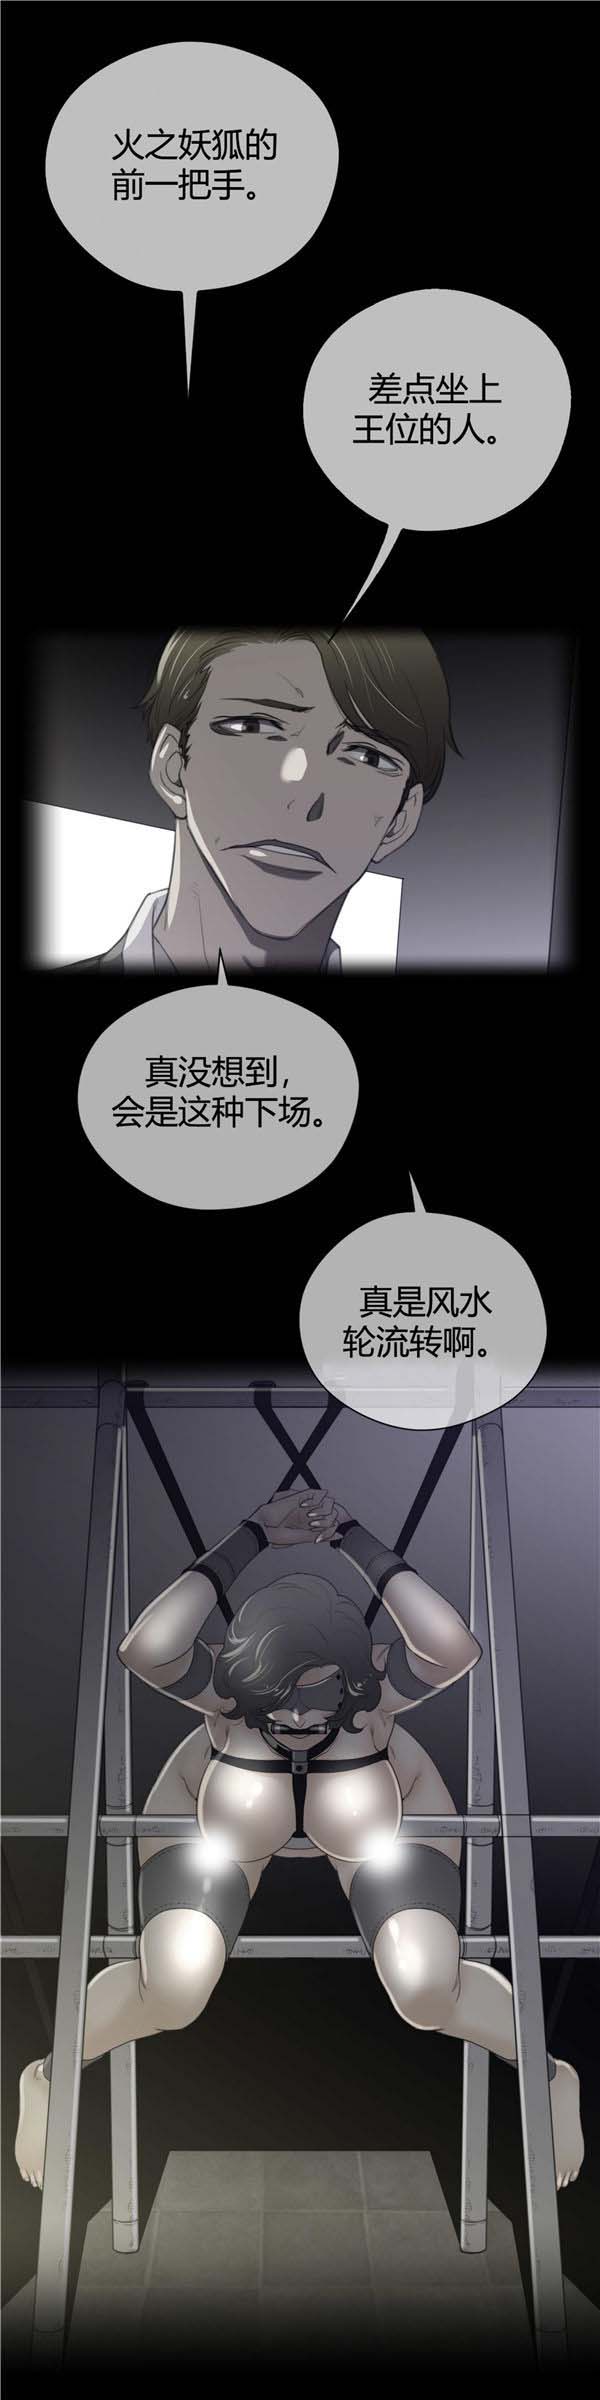 火之妖狐的
前一把手。
差点坐上
王位的人。
真没想到，
会是这种下场。
真是风水
轮流转啊。